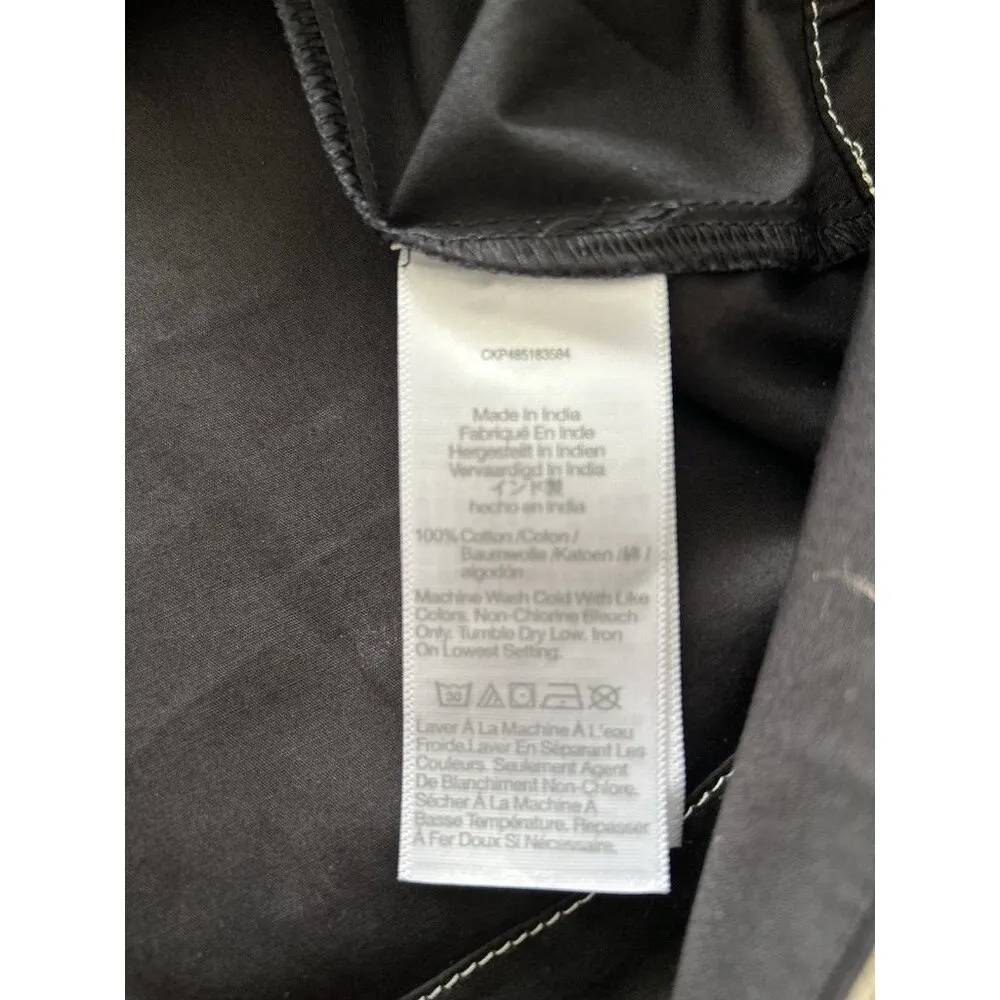 CKP485183584
Made In India
Fabriqué En Inde
Hergestellt In Indien
Vervaardigd In India
インド製
hecho en India
100% Cotton /Coton /
Baumwolle /Katoen /綿 /
algodón
Machine Wash Cold With Like
Colors. Non-Chlorine Bleach
Only. Tumble Dry Low. Iron
On Lowest Setting.
30
Laver À La Machine À L'eau
Froide.Laver En Séparant Les
Couleurs. Seulement Agent
De Blanchiment Non-Chlore.
Sécher À La Machine À
Basse Température. Repasser
À Fer Doux Si Nécessaire.